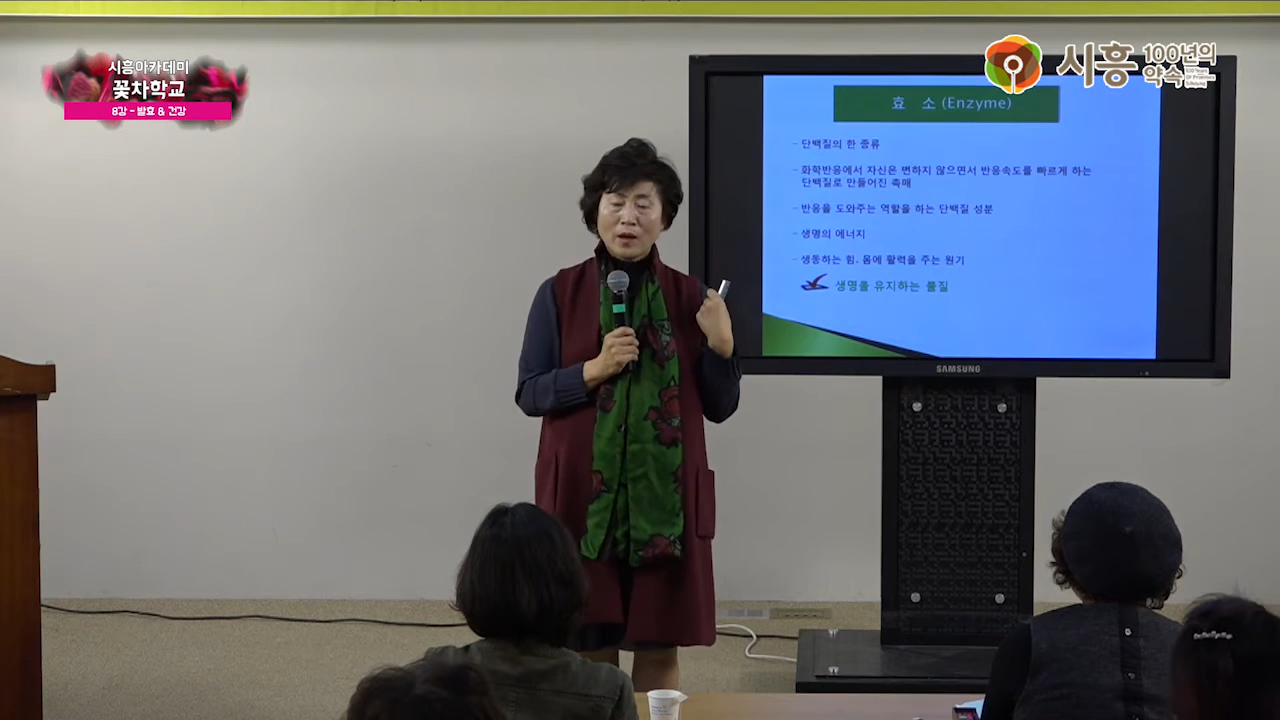 시흥아카데미
꽃차학교
8강 - 발효 & 건강
시흥 100년의 약속
효 소 (Enzyme)
- 단백질의 한 종류
- 화학반응에서 자신은 변하지 않으면서 반응속도를 빠르게 하는
단백질로 만들어진 촉매
- 반응을 도와주는 역할을 하는 단백질 성분
- 생명의 에너지
- 생동하는 힘. 몸에 활력을 주는 원기
생명을 유지하는 물질
SAMSUNG